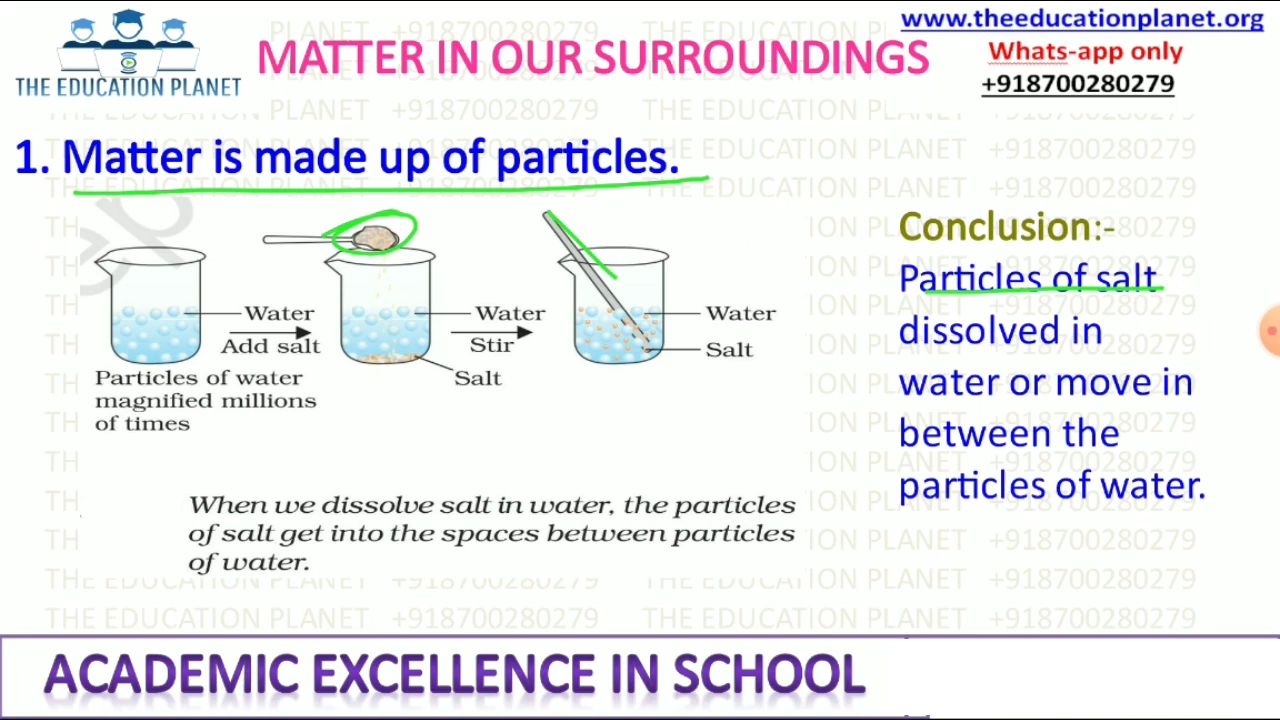 THE EDUCATION PLANET
MATTER IN OUR SURROUNDINGS
www.theeducationplanet.org
Whats-app only
+918700280279
1. Matter is made up of particles.
Water
Add salt
Particles of water
magnified millions
of times
Water
Stir
Salt
Water
Salt
When we dissolve salt in water, the particles
of salt get into the spaces between particles
of water.
Conclusion:-
Particles of salt
dissolved in
water or move in
between the
particles of water.
ACADEMIC EXCELLENCE IN SCHOOL